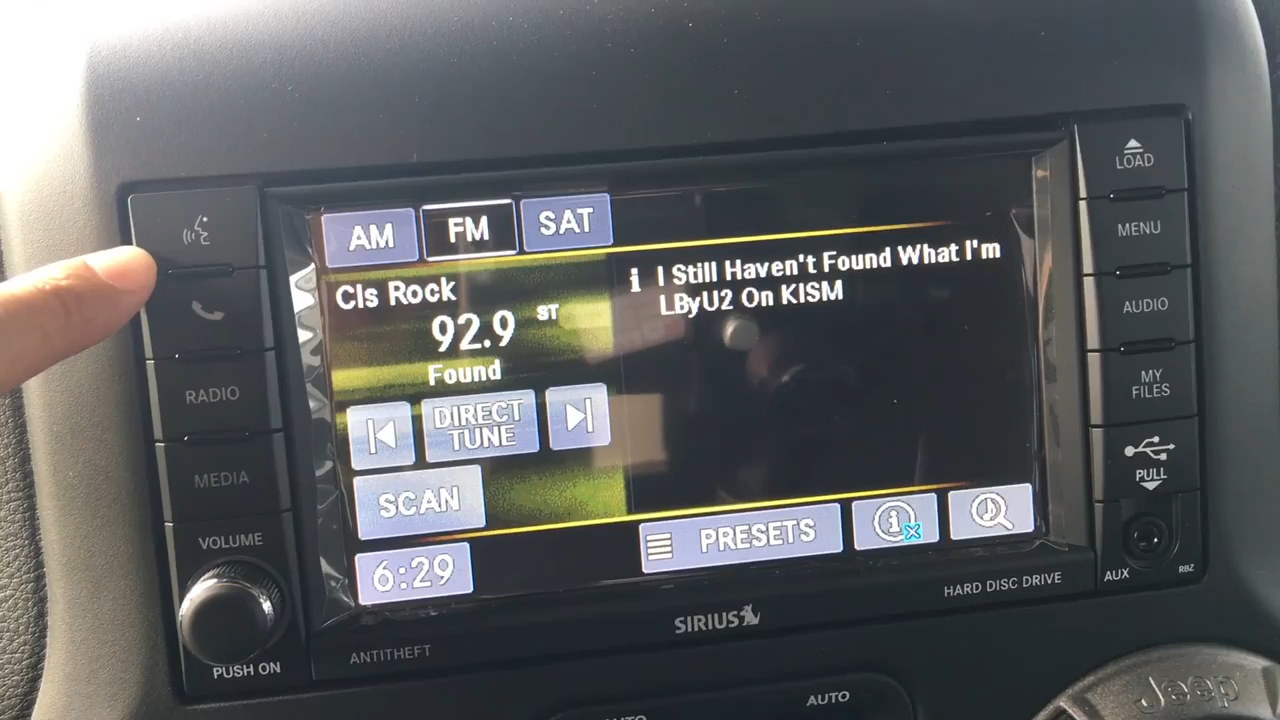 AM
FM
SAT
Cls Rock
92.9
ST
Found
DIRECT
TUNE
SCAN
6:29
i I Still Haven't Found What I'm
LByU2 On KISM
PRESETS
i
RADIO
MEDIA
VOLUME
PUSH ON
ANTITHEFT
SIRIUS
HARD DISC DRIVE
LOAD
MENU
AUDIO
MY
FILES
PULL
AUX
RBZ
AUTO
AUTO
Jeep